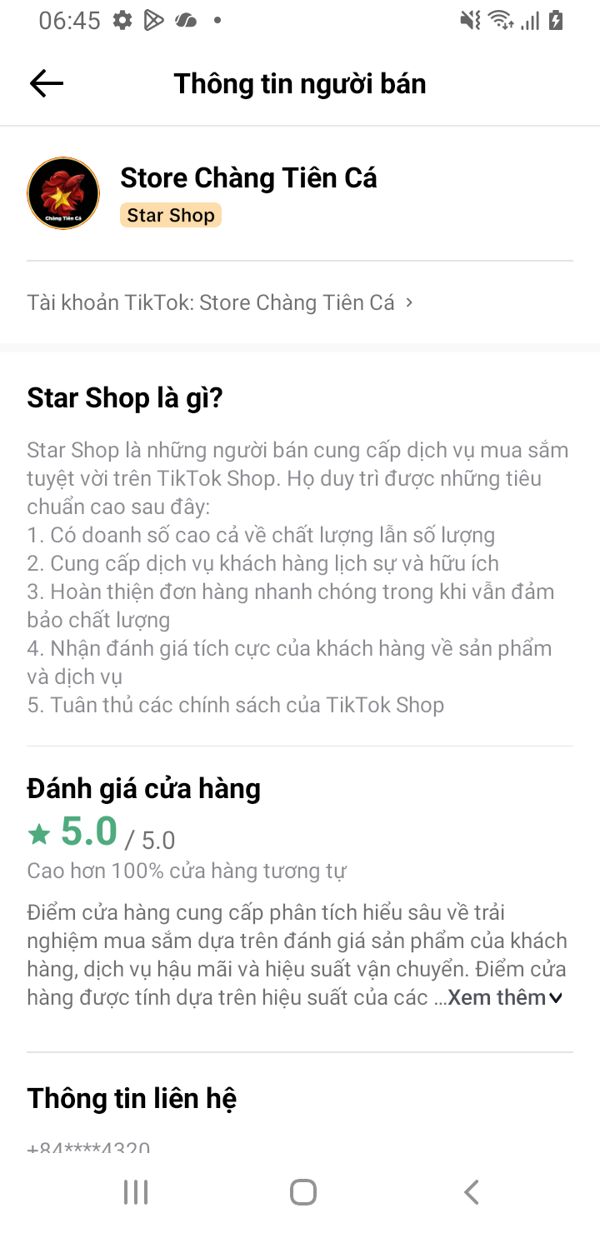 06:45
Thông tin người bán
Store Chàng Tiên Cá
Chàng Tiên Cá
Star Shop
Tài khoản TikTok: Store Chàng Tiên Cá
Star Shop là gì?
Star Shop là những người bán cung cấp dịch vụ mua sắm
tuyệt vời trên TikTok Shop. Họ duy trì được những tiêu
chuẩn cao sau đây:
1. Có doanh số cao cả về chất lượng lẫn số lượng
2. Cung cấp dịch vụ khách hàng lịch sự và hữu ích
3. Hoàn thiện đơn hàng nhanh chóng trong khi vẫn đảm
bảo chất lượng
4. Nhận đánh giá tích cực của khách hàng về sản phẩm
và dịch vụ
5. Tuân thủ các chính sách của TikTok Shop
Đánh giá cửa hàng
5.0 / 5.0
Cao hơn 100% cửa hàng tương tự
Điểm cửa hàng cung cấp phân tích hiểu sâu về trải
nghiệm mua sắm dựa trên đánh giá sản phẩm của khách
hàng, dịch vụ hậu mãi và hiệu suất vận chuyển. Điểm cửa
hàng được tính dựa trên hiệu suất của các ...Xem thêm
Thông tin liên hệ
+84****4320